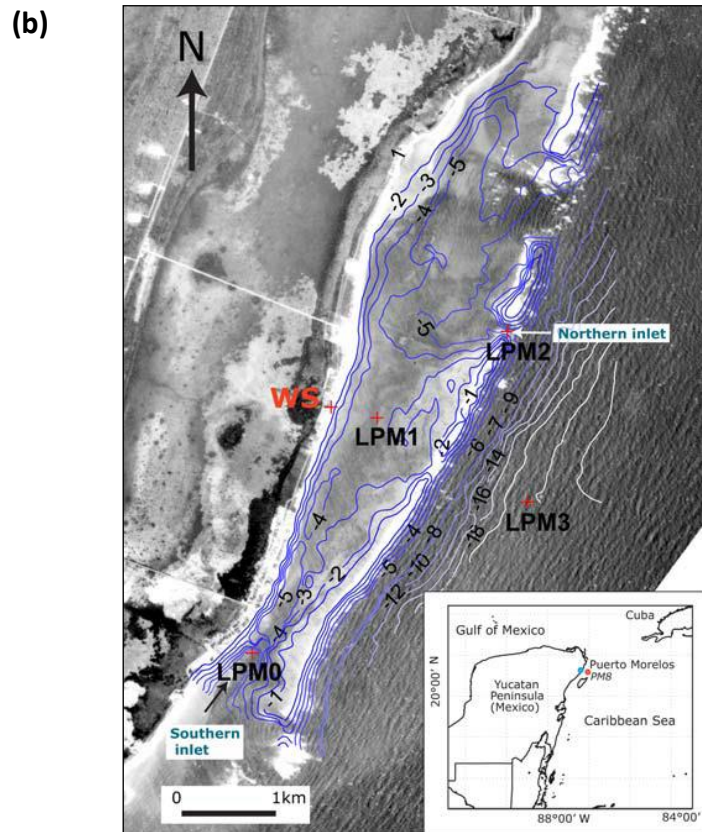 (b)
N
1
-2
-3
-5
-4
-5
Northern inlet
LPM2
WS
LPM1
-1
-2
-9
-7
-6
-14
-16
-18
LPM3
-4
-4
-8
-2
-5
-10
-3
-5
-12
-4
LPM0
-1
Southern
inlet
0 1km
Gulf of Mexico
Cuba
20°00' N
Puerto Morelos
PM8
Yucatan
Peninsula
(Mexico)
Caribbean Sea
88°00' W
84°00'